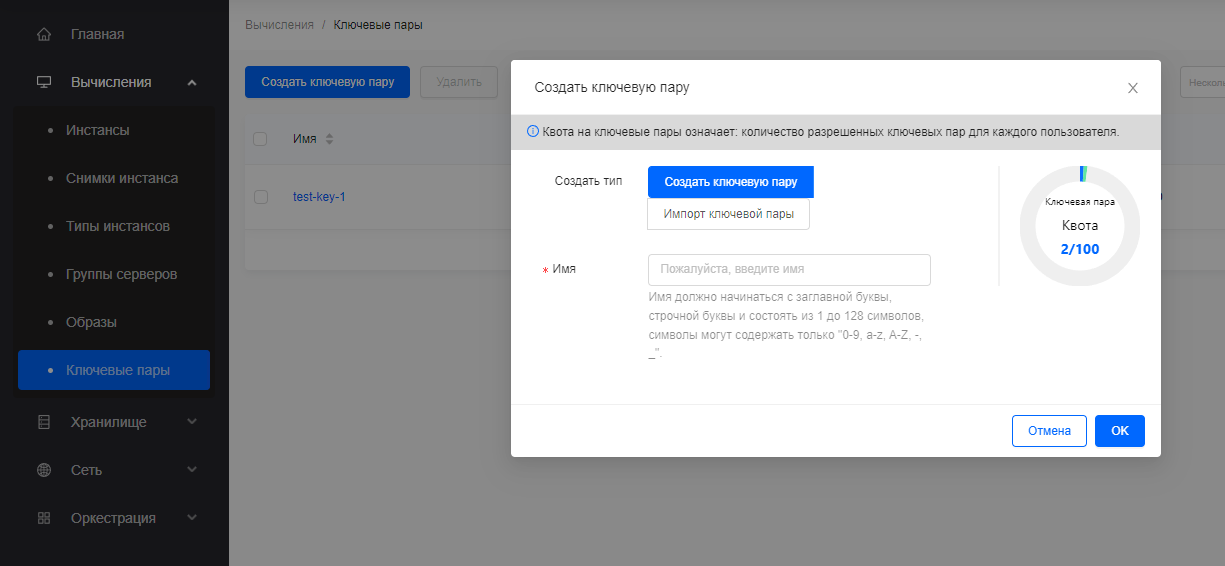 Главная
Вычисления
Инстансы
Снимки инстанса
Типы инстансов
Группы серверов
Образы
Ключевые пары
Хранилище
Сеть
Оркестрация
Вычисления / Ключевые пары
Создать ключевую пару
Удалить
Имя
test-key-1
Создать ключевую пару
Квота на ключевые пары означает: количество разрешенных ключевых пар для каждого пользователя.
Создать тип
Создать ключевую пару
Импорт ключевой пары
* Имя
Пожалуйста, введите имя
Имя должно начинаться с заглавной буквы,
строчной буквы и состоять из 1 до 128 символов,
символы могут содержать только "0-9, a-z, A-Z, -,
_".
Ключевая пара
Квота
2/100
Отмена
OK